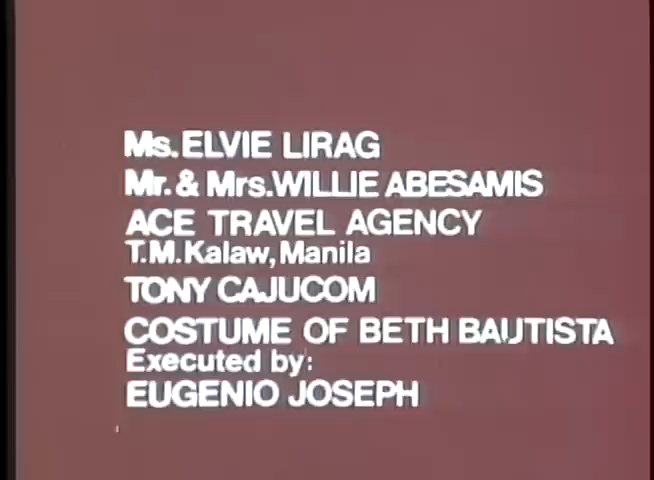 Ms. ELVIE LIRAG
Mr. & Mrs. WILLIE ABESAMIS
ACE TRAVEL AGENCY
T.M. Kalaw, Manila
TONY CAJUCOM
COSTUME OF BETH BAUTISTA
Executed by:
EUGENIO JOSEPH